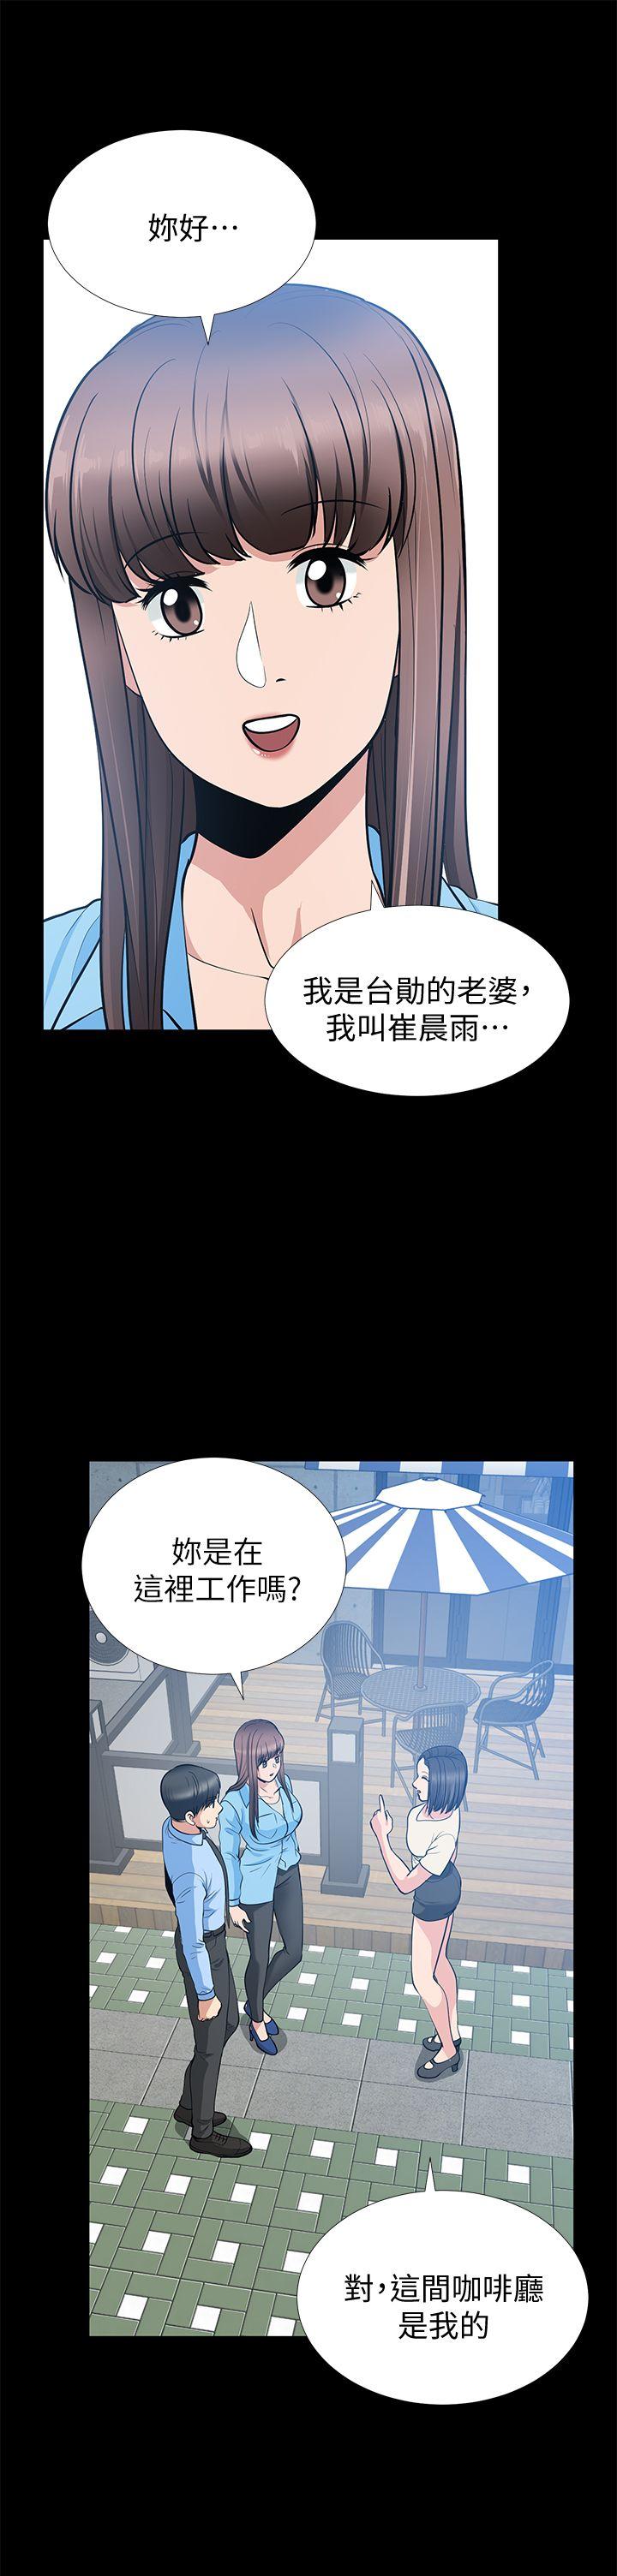 妳好⋯
我是台勛的老婆，
我叫崔晨雨⋯
妳是在
這裡工作嗎？
對，這間咖啡廳
是我的